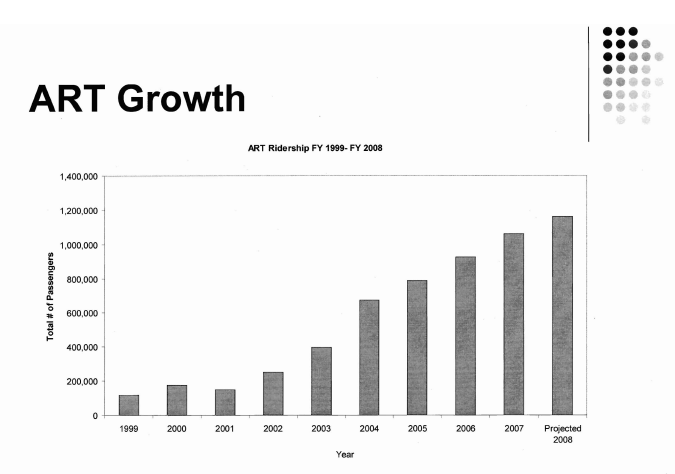 ART Growth
ART Ridership FY 1999- FY 2008
1,400,000
1,200,000
1,000,000
800,000
600,000
400,000
200,000
0
Total # of Passengers
1999 2000 2001 2002 2003 2004 2005 2006 2007 Projected
2008
Year